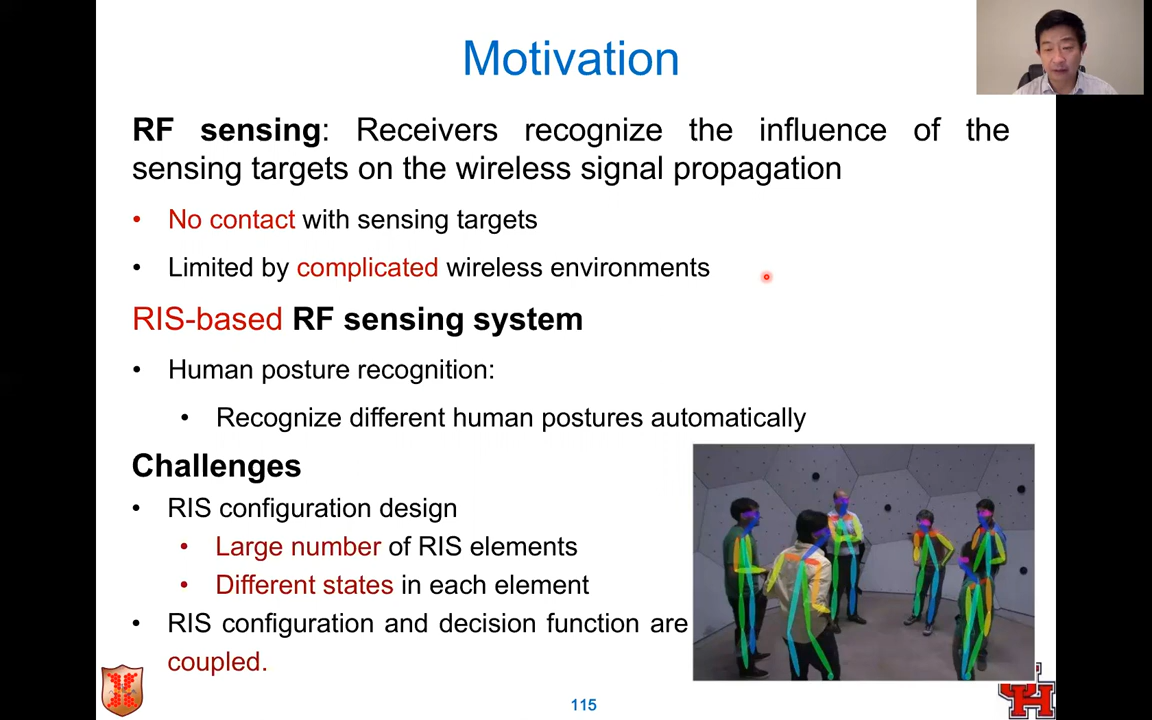 Motivation
RF sensing: Receivers recognize the influence of the
sensing targets on the wireless signal propagation
• No contact with sensing targets
• Limited by complicated wireless environments
RIS-based RF sensing system
• Human posture recognition:
• Recognize different human postures automatically
Challenges
• RIS configuration design
• Large number of RIS elements
• Different states in each element
• RIS configuration and decision function are
coupled.
115